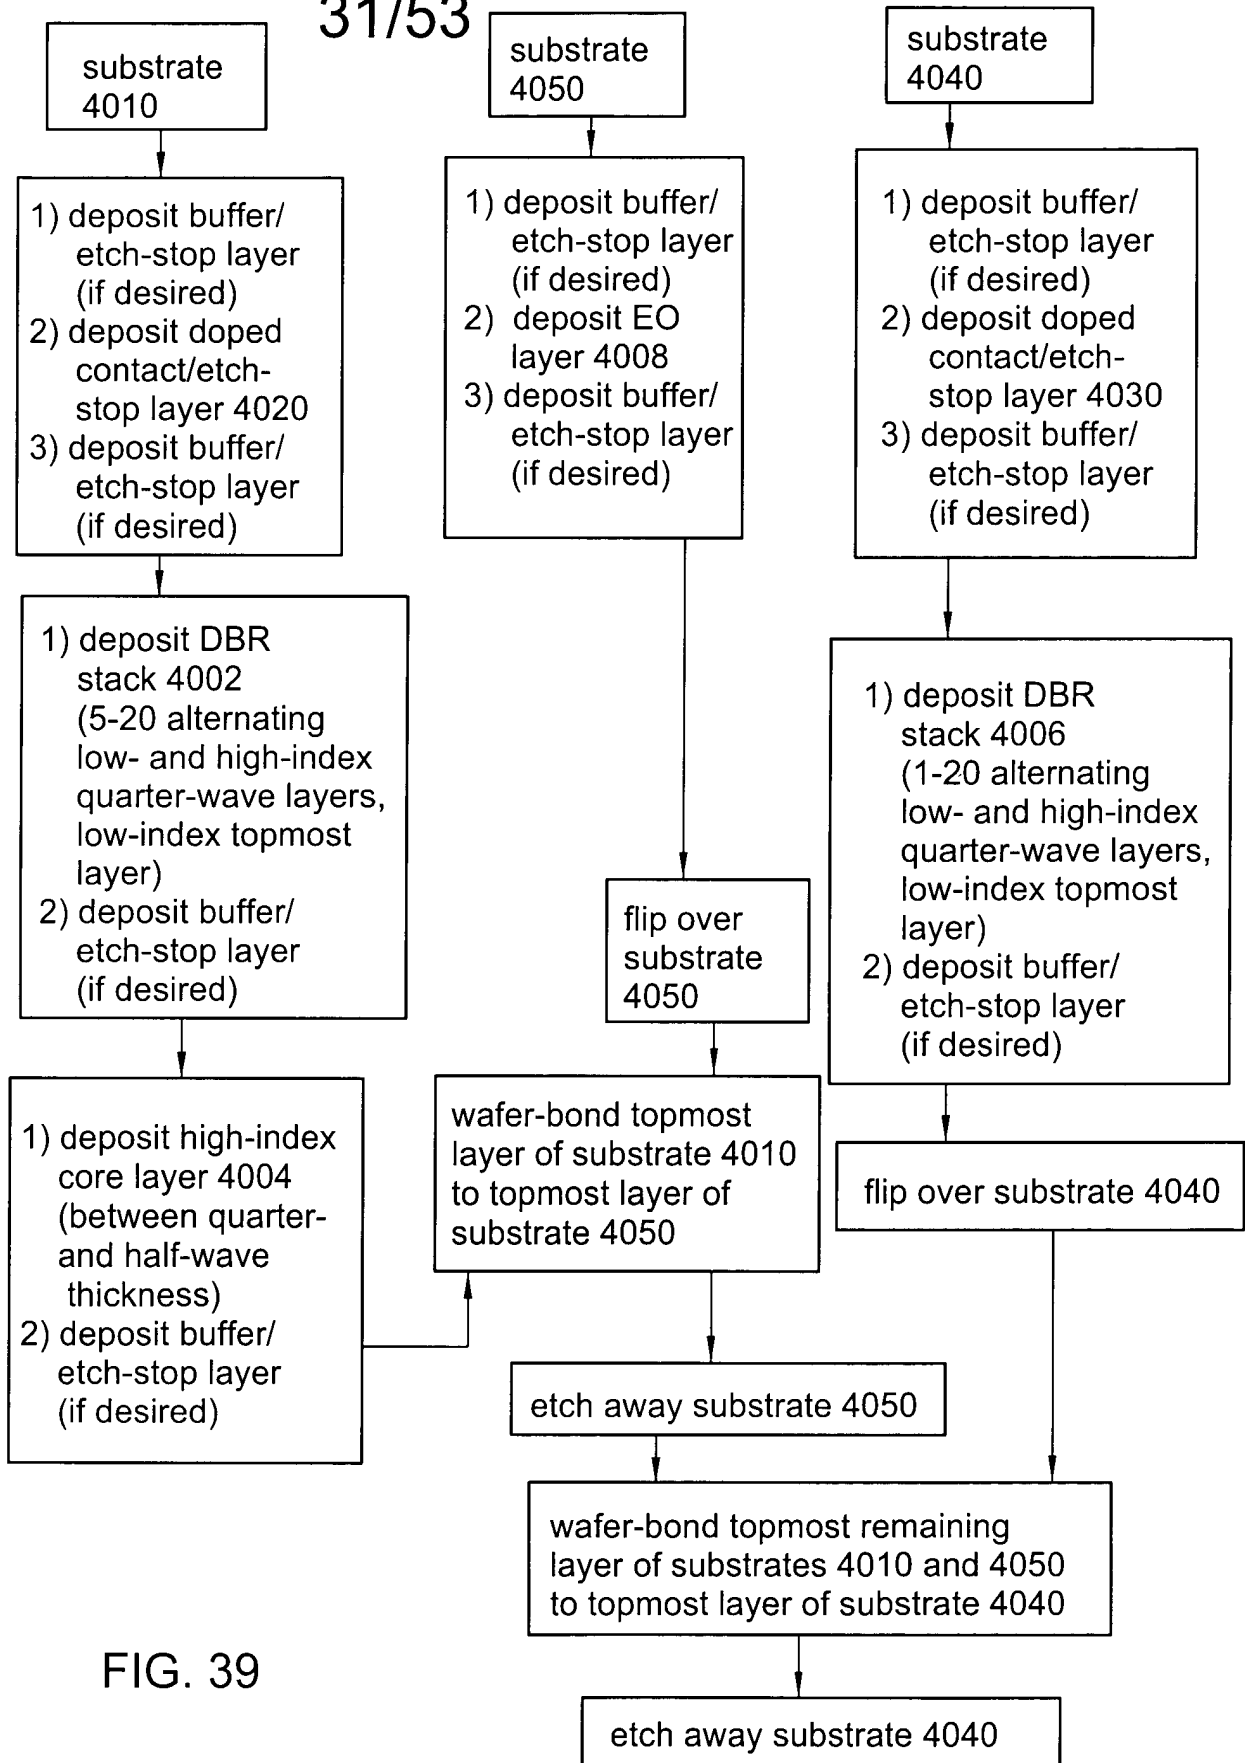 31/53
substrate
4010
substrate
4050
substrate
4040
1) deposit buffer/
etch-stop layer
(if desired)
2) deposit doped
contact/etch-
stop layer 4020
3) deposit buffer/
etch-stop layer
(if desired)
1) deposit buffer/
etch-stop layer
(if desired)
2) deposit EO
layer 4008
3) deposit buffer/
etch-stop layer
(if desired)
1) deposit buffer/
etch-stop layer
(if desired)
2) deposit doped
contact/etch-
stop layer 4030
3) deposit buffer/
etch-stop layer
(if desired)
1) deposit DBR
stack 4002
(5-20 alternating
low- and high-index
quarter-wave layers,
low-index topmost
layer)
2) deposit buffer/
etch-stop layer
(if desired)
flip over
substrate
4050
1) deposit DBR
stack 4006
(1-20 alternating
low- and high-index
quarter-wave layers,
low-index topmost
layer)
2) deposit buffer/
etch-stop layer
(if desired)
1) deposit high-index
core layer 4004
(between quarter-
and half-wave
thickness)
2) deposit buffer/
etch-stop layer
(if desired)
wafer-bond topmost
layer of substrate 4010
to topmost layer of
substrate 4050
flip over substrate 4040
etch away substrate 4050
wafer-bond topmost remaining
layer of substrates 4010 and 4050
to topmost layer of substrate 4040
etch away substrate 4040
FIG. 39